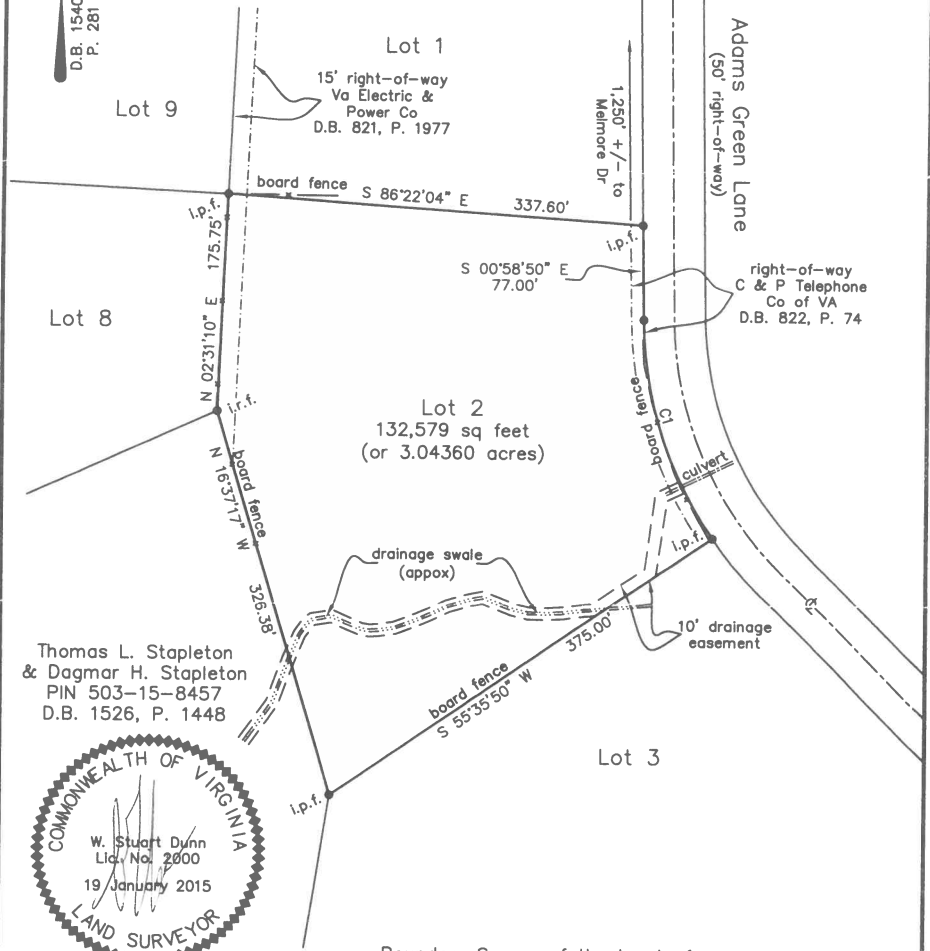 D.B. 1540
P. 281
Lot 1
Adams Green Lane
(50' right-of-way)
15' right-of-way
Va Electric &
Power Co
D.B. 821, P. 1977
Lot 9
1,250' +/- to
Melmore Dr
board fence
S 86°22'04" E
337.60'
i.p.f.
i.p.f.
175.75'
N 02°31'10" E
S 00°58'50" E
77.00'
right-of-way
C & P Telephone
Co of VA
D.B. 822, P. 74
Lot 8
i.r.f.
Lot 2
132,579 sq feet
(or 3.04360 acres)
board fence
C1
culvert
board fence
N 16°37'17" W
326.38'
i.p.f.
drainage swale
(appox)
10' drainage
easement
375.00'
board fence
S 55°35'50" W
Thomas L. Stapleton
& Dagmar H. Stapleton
PIN 503-15-8457
D.B. 1526, P. 1448
Lot 3
i.p.f.
COMMONWEALTH OF VIRGINIA
W. Stuart Dunn
Lic. No. 2000
19 January 2015
LAND SURVEYOR